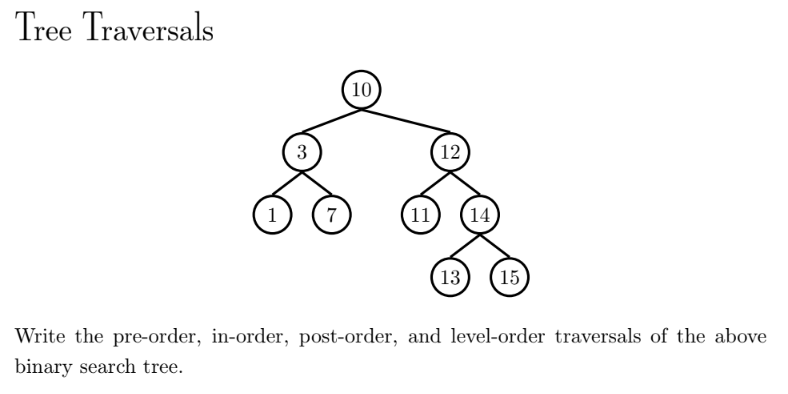 Tree Traversals
10
3 12
1 7 11 14
13 15
Write the pre-order, in-order, post-order, and level-order traversals of the above
binary search tree.